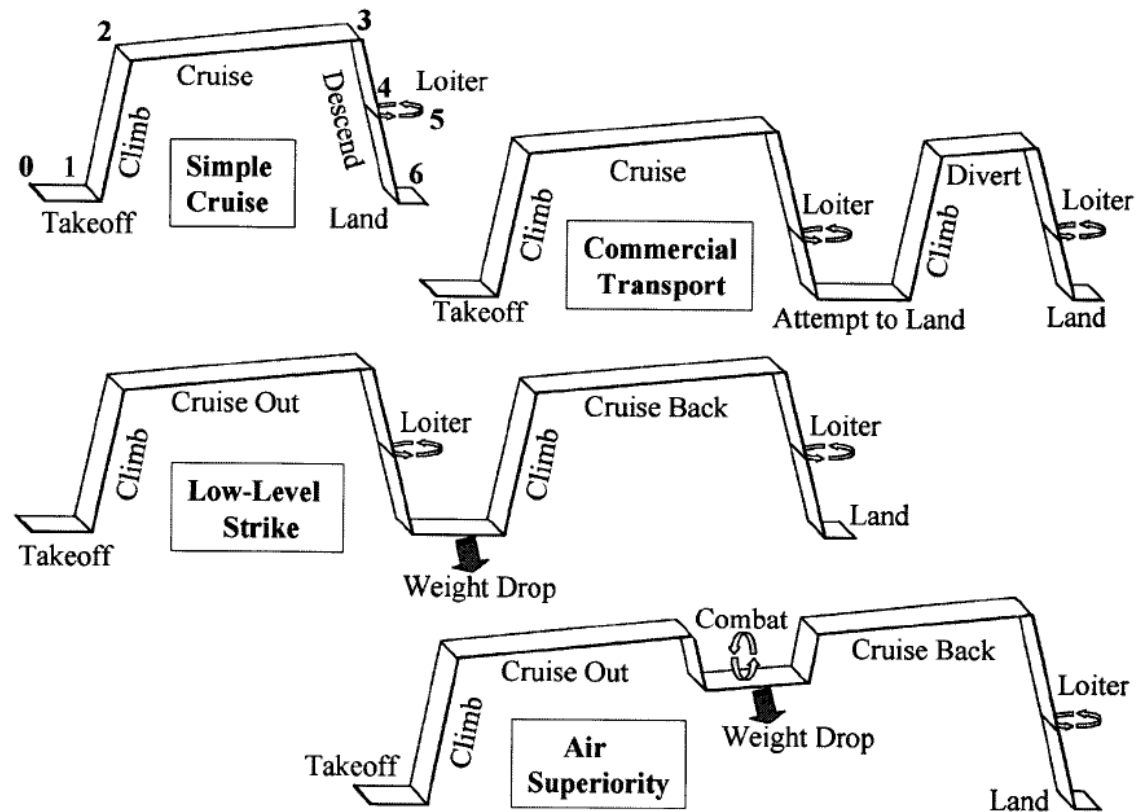 2
3
Cruise
Climb
Descend
4
Loiter
5
0
1
6
Simple
Cruise
Takeoff
Land
Cruise
Climb
Loiter
Commercial
Transport
Takeoff
Attempt to Land
Climb
Divert
Loiter
Land
Cruise Out
Climb
Loiter
Low-Level
Strike
Takeoff
Weight Drop
Climb
Cruise Back
Loiter
Land
Combat
Cruise Out
Climb
Cruise Back
Loiter
Weight Drop
Air
Superiority
Takeoff
Land